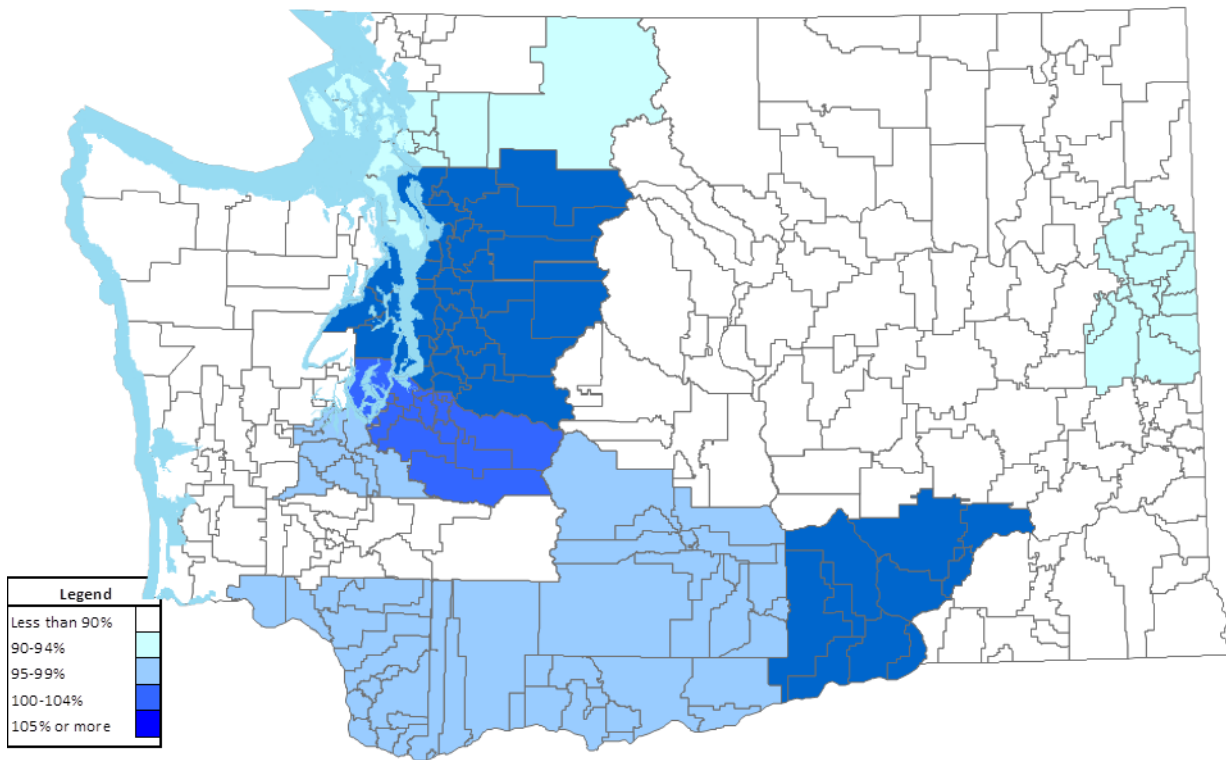 Legend
Less than 90%
90-94%
95-99%
100-104%
105% or more